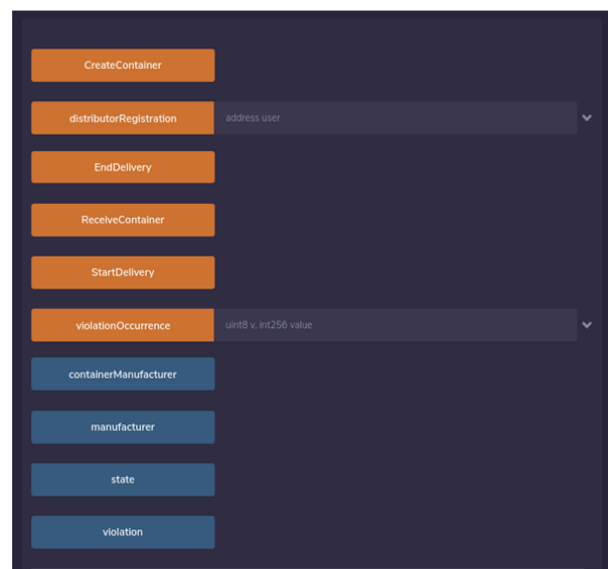 CreateContainer
distributorRegistration address user
EndDelivery
ReceiveContainer
StartDelivery
violationOccurrence uint8 v, int256 value
containerManufacturer
manufacturer
state
violation